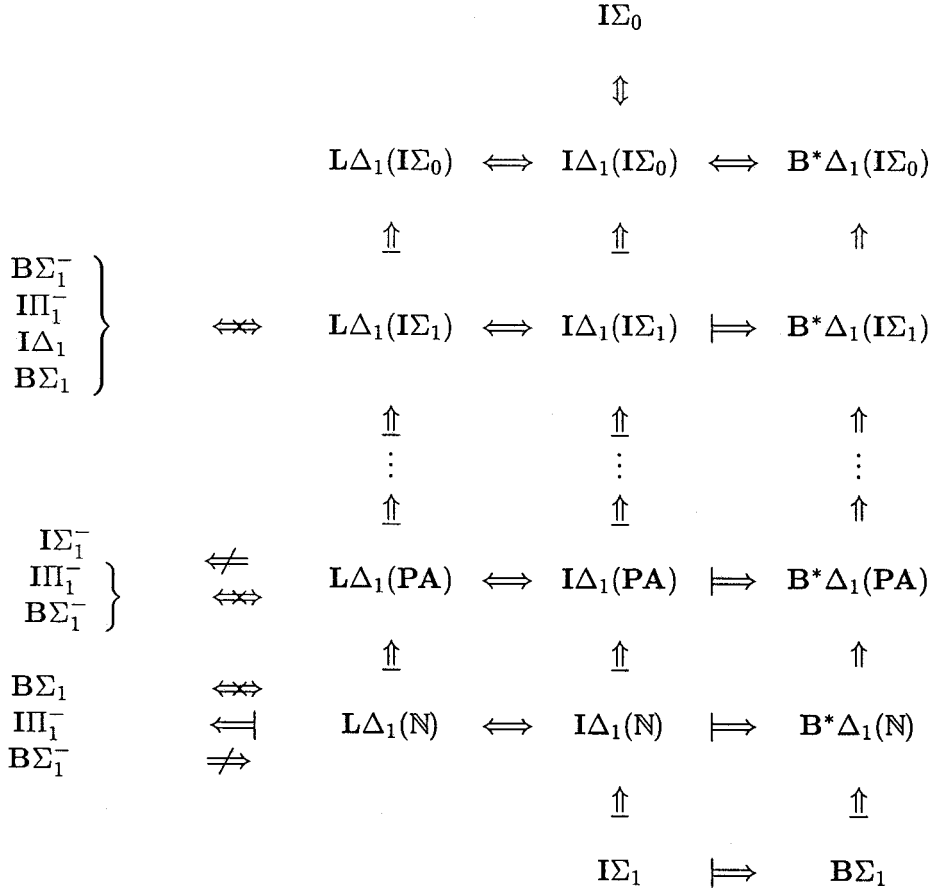 IΣ₀
⇕
LΔ₁(IΣ₀) ⟺ IΔ₁(IΣ₀) ⟺ B*Δ₁(IΣ₀)
⇑ ⇑ ⇑
BΣ₁⁻
IΠ₁⁻
IΔ₁
BΣ₁
LΔ₁(IΣ₁) ⟺ IΔ₁(IΣ₁) ⟾ B*Δ₁(IΣ₁)
⇑ ⇑ ⇑
⋮ ⋮ ⋮
⇑ ⇑ ⇑
IΣ₁⁻ ⇍
IΠ₁⁻
BΣ₁⁻
LΔ₁(PA) ⟺ IΔ₁(PA) ⟾ B*Δ₁(PA)
⇑ ⇑ ⇑
BΣ₁
IΠ₁⁻
BΣ₁⁻ ⇏
LΔ₁(ℕ) ⟺ IΔ₁(ℕ) ⟾ B*Δ₁(ℕ)
⇑ ⇑
IΣ₁ ⟾ BΣ₁